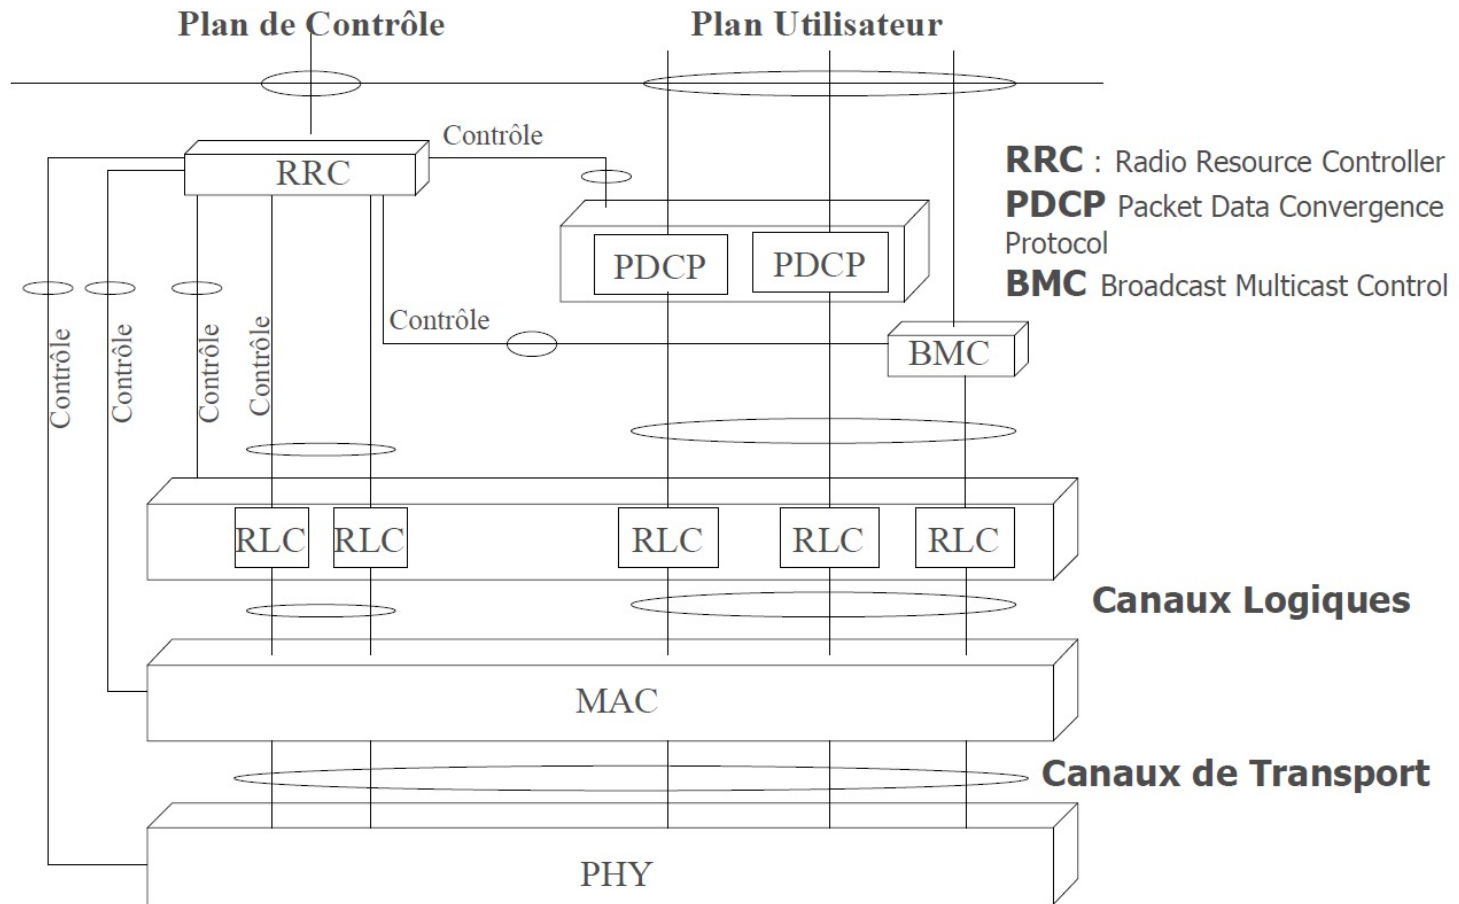 Plan de Contrôle
Plan Utilisateur
Contrôle
RRC
RRC : Radio Resource Controller
PDCP Packet Data Convergence
Protocol
BMC Broadcast Multicast Control
PDCP
PDCP
Contrôle
BMC
Contrôle
Contrôle
Contrôle
Contrôle
RLC
RLC
RLC
RLC
RLC
Canaux Logiques
MAC
Canaux de Transport
PHY